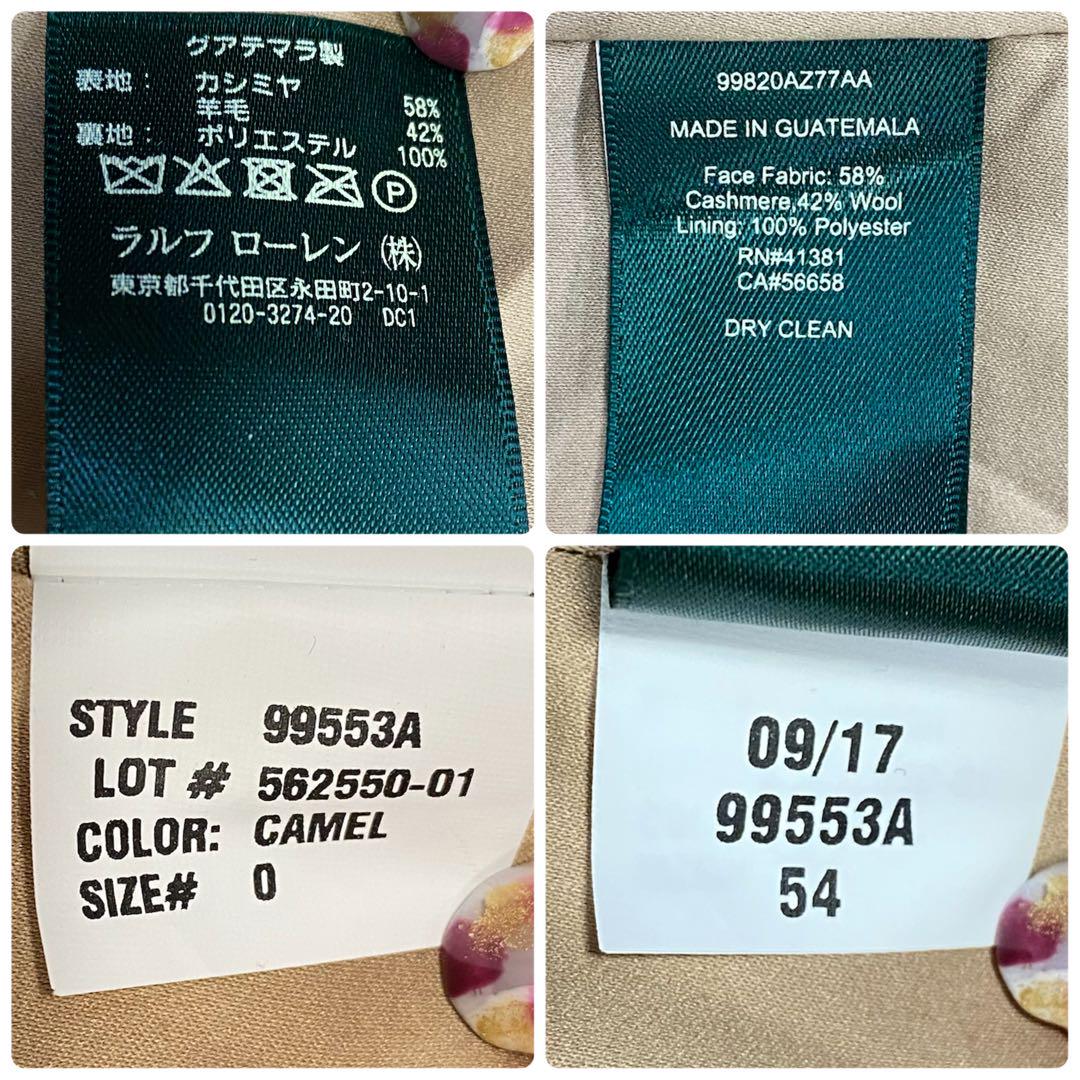 グアテマラ製
表地： カシミヤ 58%
羊毛 42%
裏地： ポリエステル 100%
P
ラルフ ローレン (株)
東京都千代田区永田町2-10-1
0120-3274-20 DC1
99820AZ77AA
MADE IN GUATEMALA
Face Fabric: 58%
Cashmere,42% Wool
Lining: 100% Polyester
RN#41381
CA#56658
DRY CLEAN
STYLE 99553A
LOT # 562550-01
COLOR: CAMEL
SIZE# 0
09/17
99553A
54